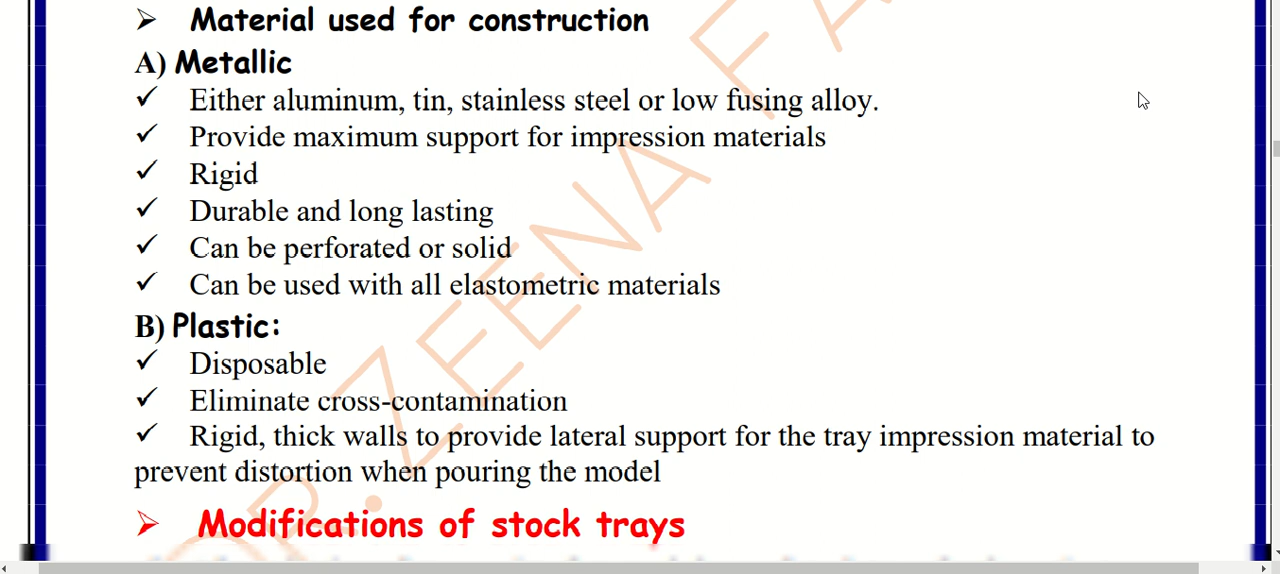 ➢ Material used for construction
A) Metallic
✓ Either aluminum, tin, stainless steel or low fusing alloy.
✓ Provide maximum support for impression materials
✓ Rigid
✓ Durable and long lasting
✓ Can be perforated or solid
✓ Can be used with all elastometric materials
B) Plastic:
✓ Disposable
✓ Eliminate cross-contamination
✓ Rigid, thick walls to provide lateral support for the tray impression material to
prevent distortion when pouring the model
➢ Modifications of stock trays
DR. ZEENA FA